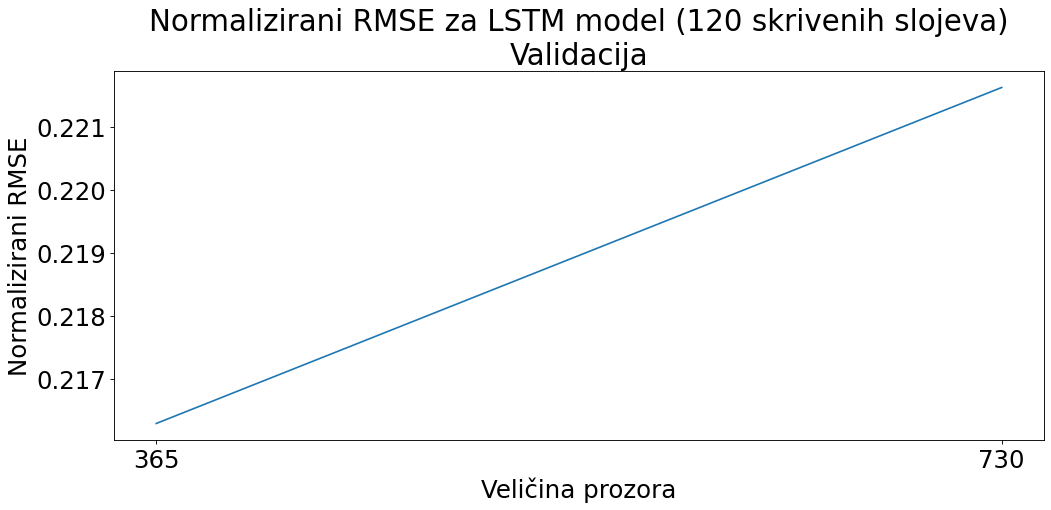 Normalizirani RMSE za LSTM model (120 skrivenih slojeva)
Validacija
Normalizirani RMSE
0.221
0.220
0.219
0.218
0.217
365
730
Veličina prozora